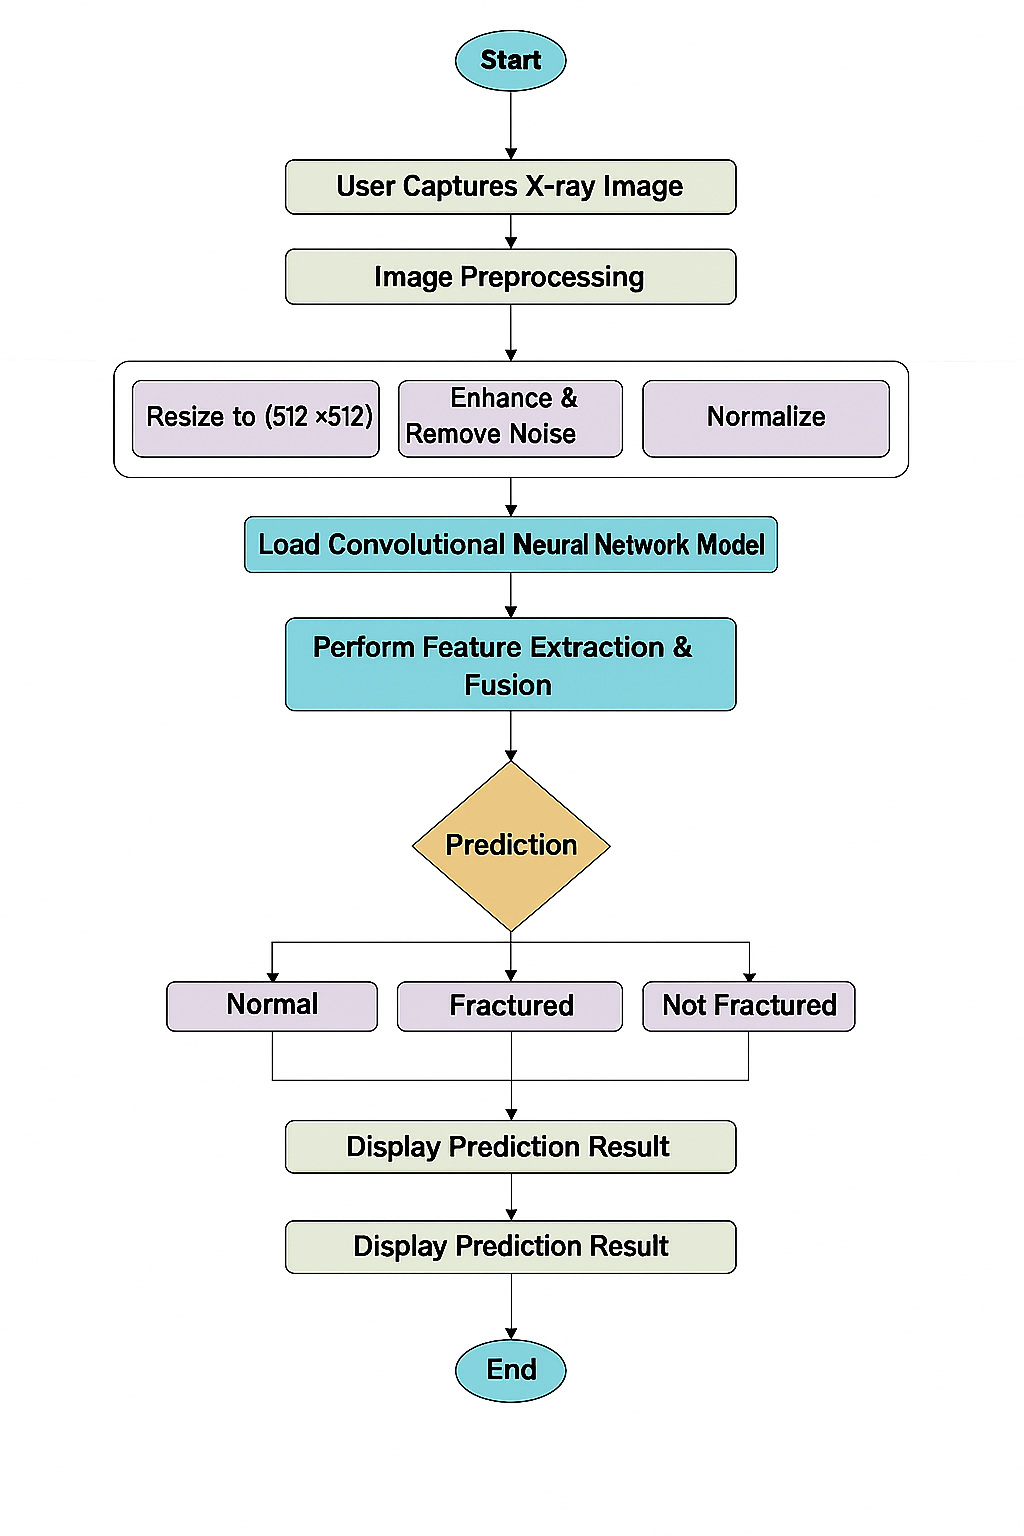 Start
User Captures X-ray Image
Image Preprocessing
Resize to (512 ×512)
Enhance &
Remove Noise
Normalize
Load Convolutional Neural Network Model
Perform Feature Extraction &
Fusion
Prediction
Normal
Fractured
Not Fractured
Display Prediction Result
Display Prediction Result
End